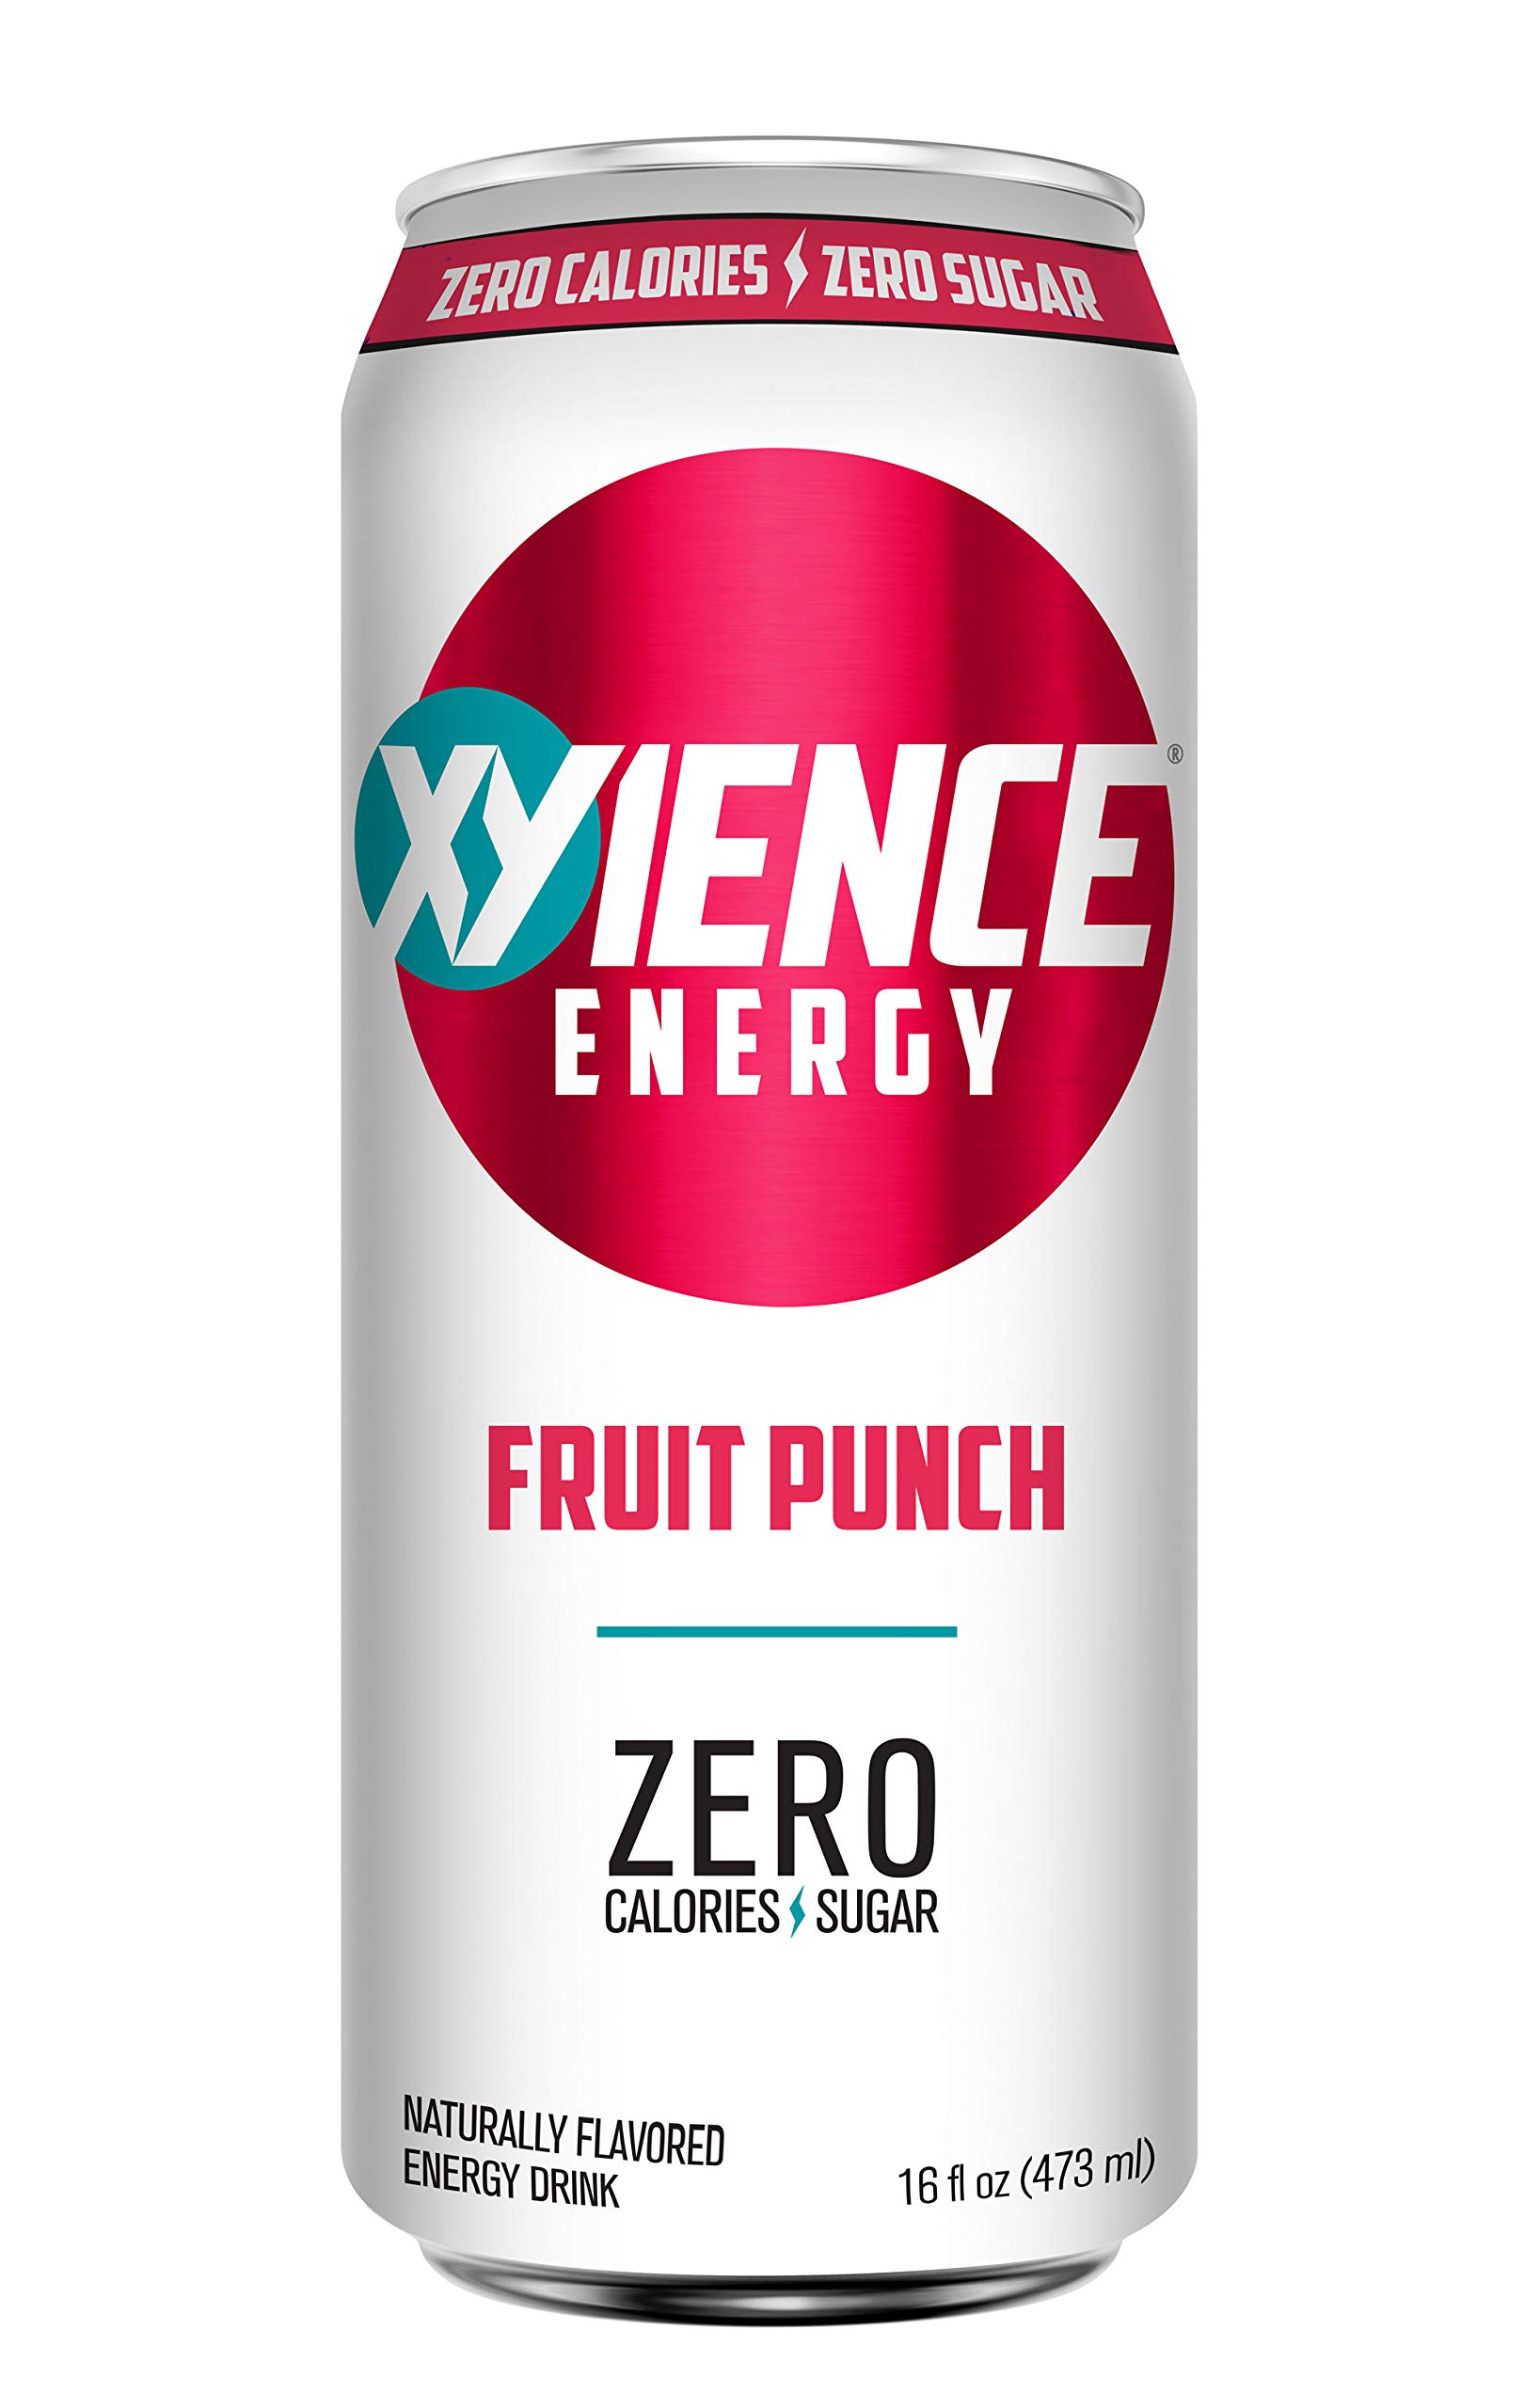 ZERO CALORIES ZERO SUGAR
XYIENCE®
ENERGY
FRUIT PUNCH
ZERO
CALORIES SUGAR
NATURALLY FLAVORED
ENERGY DRINK
16 fl oz (473 ml)